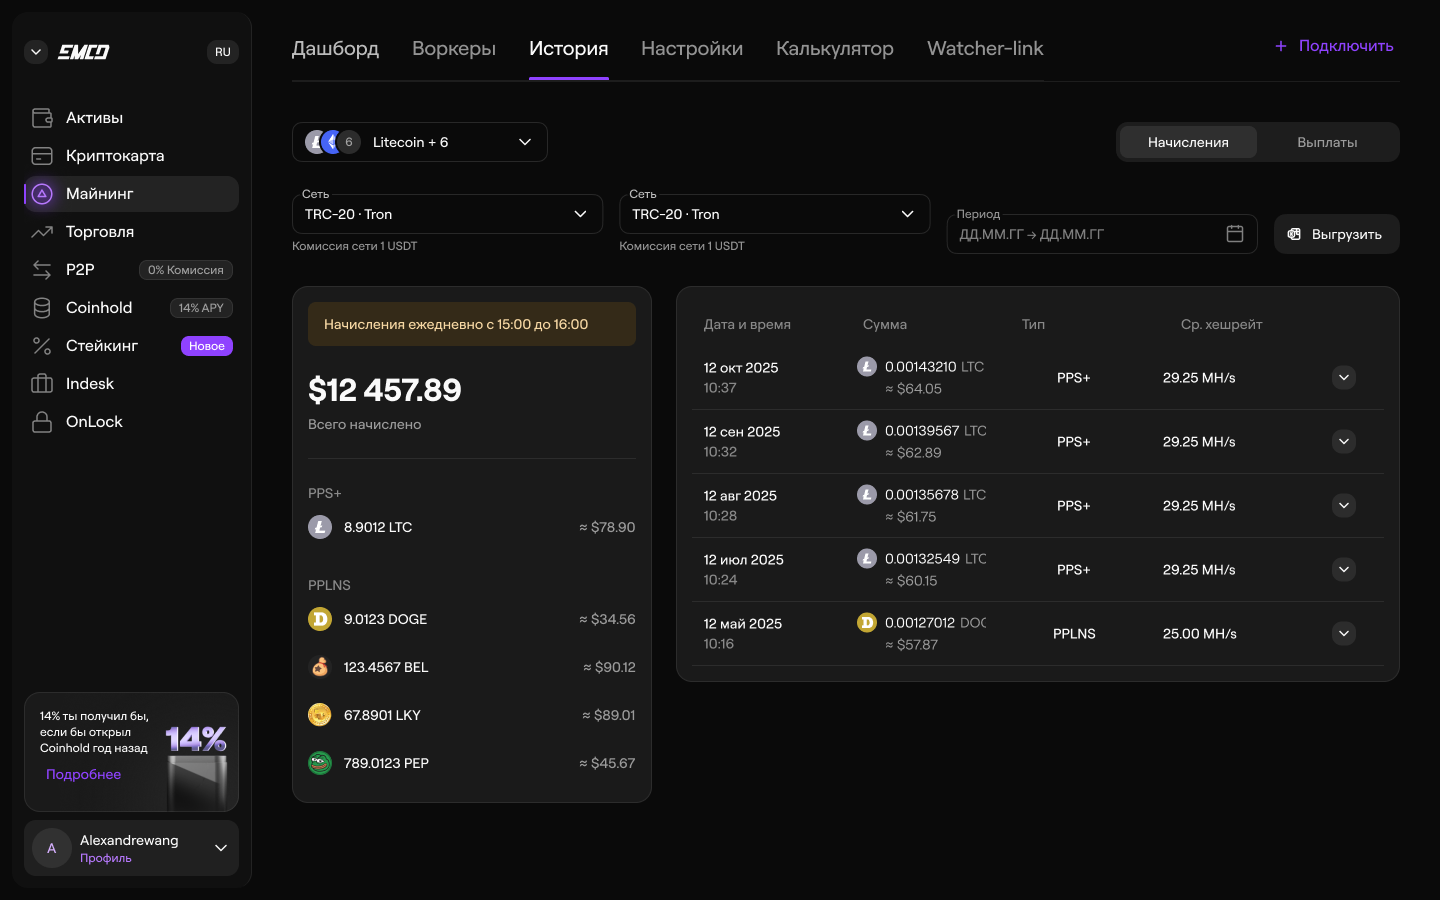 EMCD
RU
Активы
Криптокарта
Майнинг
Торговля
P2P
0% Комиссия
Coinhold
14% APY
Стейкинг
Новое
Indesk
OnLock
14% ты получил бы,
если бы открыл
Coinhold год назад
Подробнее
14%
A
Alexandrewang
Профиль
Дашборд
Воркеры
История
Настройки
Калькулятор
Watcher-link
+ Подключить
6
Litecoin + 6
Начисления
Выплаты
Сеть
TRC-20 · Tron
Комиссия сети 1 USDT
Сеть
TRC-20 · Tron
Комиссия сети 1 USDT
Период
ДД.ММ.ГГ → ДД.ММ.ГГ
Выгрузить
Начисления ежедневно с 15:00 до 16:00
$12 457.89
Всего начислено
PPS+
8.9012 LTC
≈ $78.90
PPLNS
9.0123 DOGE
≈ $34.56
123.4567 BEL
≈ $90.12
67.8901 LKY
≈ $89.01
789.0123 PEP
≈ $45.67
Дата и время
Сумма
Тип
Ср. хешрейт
12 окт 2025
10:37
0.00143210 LTC
≈ $64.05
PPS+
29.25 MH/s
12 сен 2025
10:32
0.00139567 LTC
≈ $62.89
PPS+
29.25 MH/s
12 авг 2025
10:28
0.00135678 LTC
≈ $61.75
PPS+
29.25 MH/s
12 июл 2025
10:24
0.00132549 LTC
≈ $60.15
PPS+
29.25 MH/s
12 май 2025
10:16
0.00127012 DOG
≈ $57.87
PPLNS
25.00 MH/s